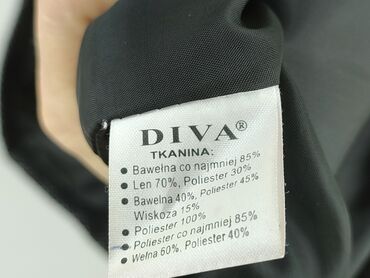 DIVA®
TKANINA:
• Bawełna co najmniej 85%
• Len 70%, Poliester 30%
• Bawełna 40%, Poliester 45%
Wiskoza 15%
• Poliester 100%
• Poliester co najmniej 85%
• Wełna 60%, Poliester 40%